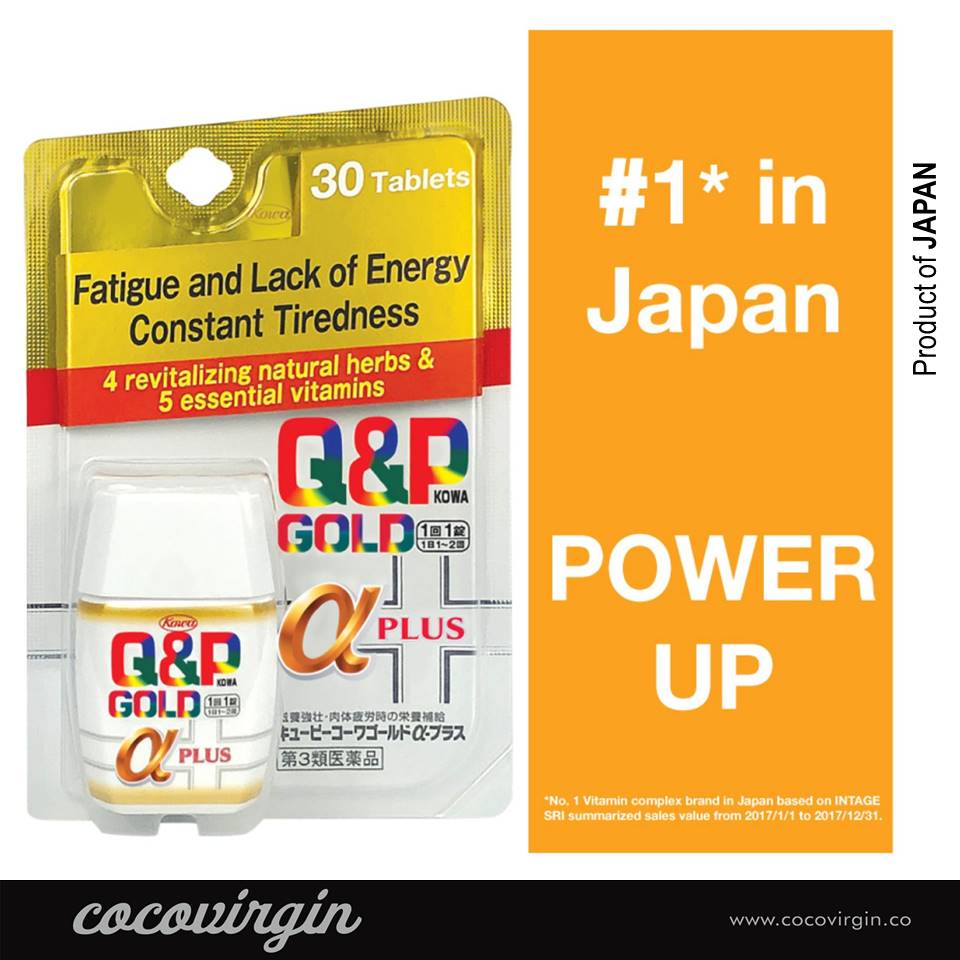 30 Tablets
Kowa
Fatigue and Lack of Energy
Constant Tiredness
4 revitalizing natural herbs &
5 essential vitamins
Q&P
KOWA
GOLD
1回1錠
1日1~2回
α PLUS
滋養強壮・肉体疲労時の栄養補給
キューピーコーワゴールドα-プラス
第3類医薬品
Kowa
Q&P
KOWA
GOLD
1回1錠
1日1~2回
α PLUS
#1* in
Japan
POWER
UP
*No. 1 Vitamin complex brand in Japan based on INTAGE
SRI summarized sales value from 2017/1/1 to 2017/12/31.
Product of JAPAN
cocovirgin
www.cocovirgin.co